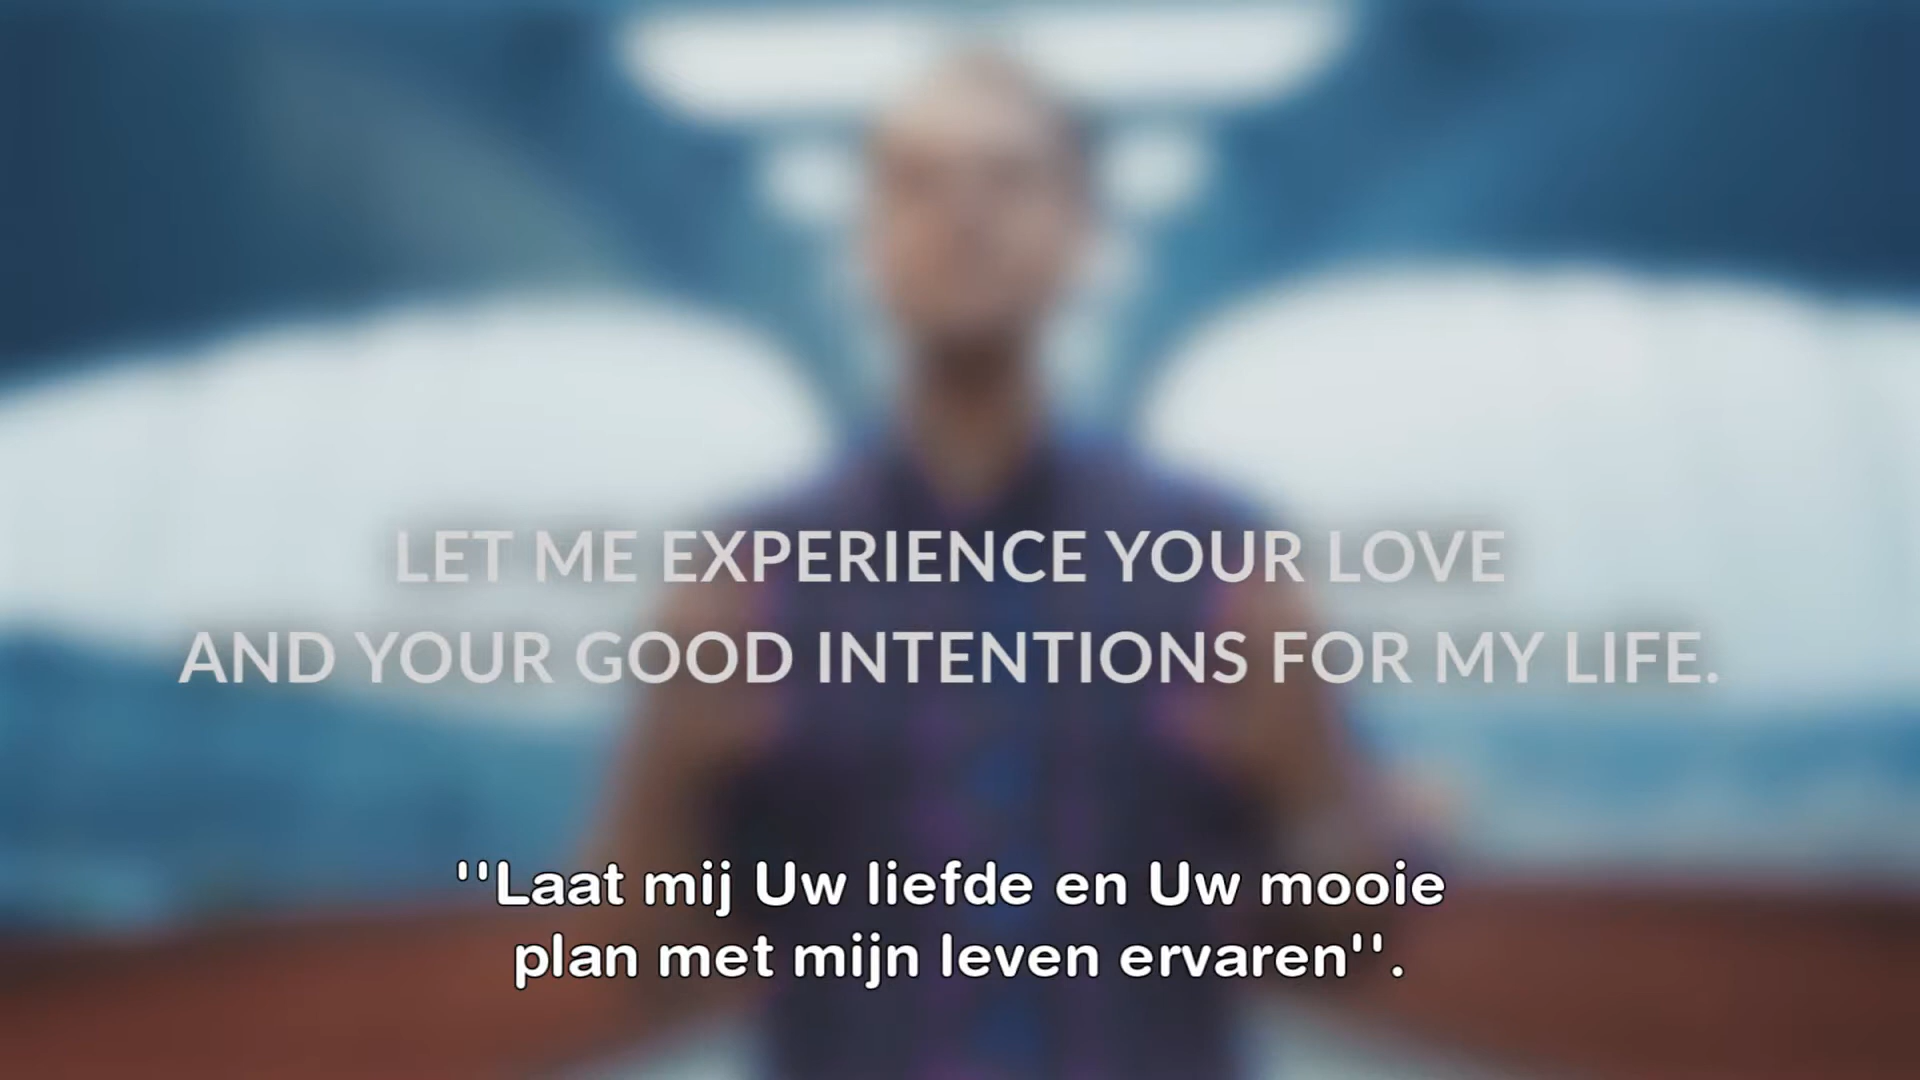 LET ME EXPERIENCE YOUR LOVE
AND YOUR GOOD INTENTIONS FOR MY LIFE.
''Laat mij Uw liefde en Uw mooie
plan met mijn leven ervaren''.